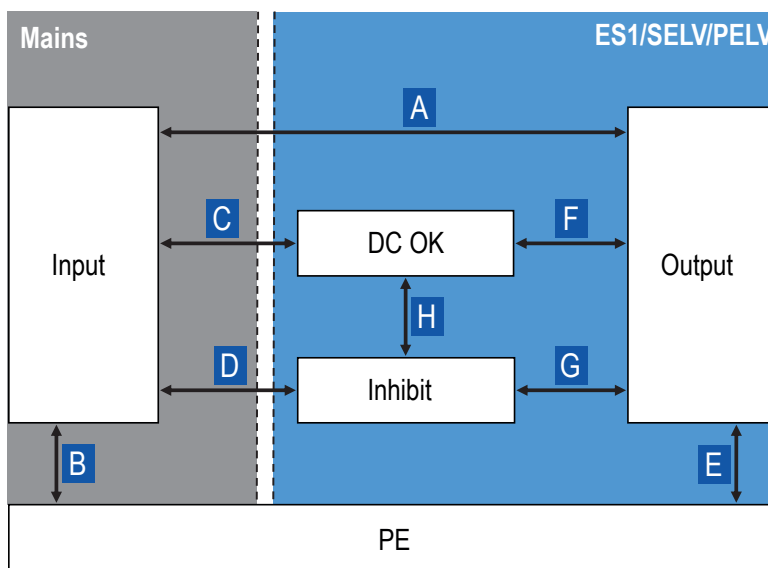 Mains
ES1/SELV/PELV
A
C
DC OK
F
Input
Output
H
D
Inhibit
G
B
E
PE